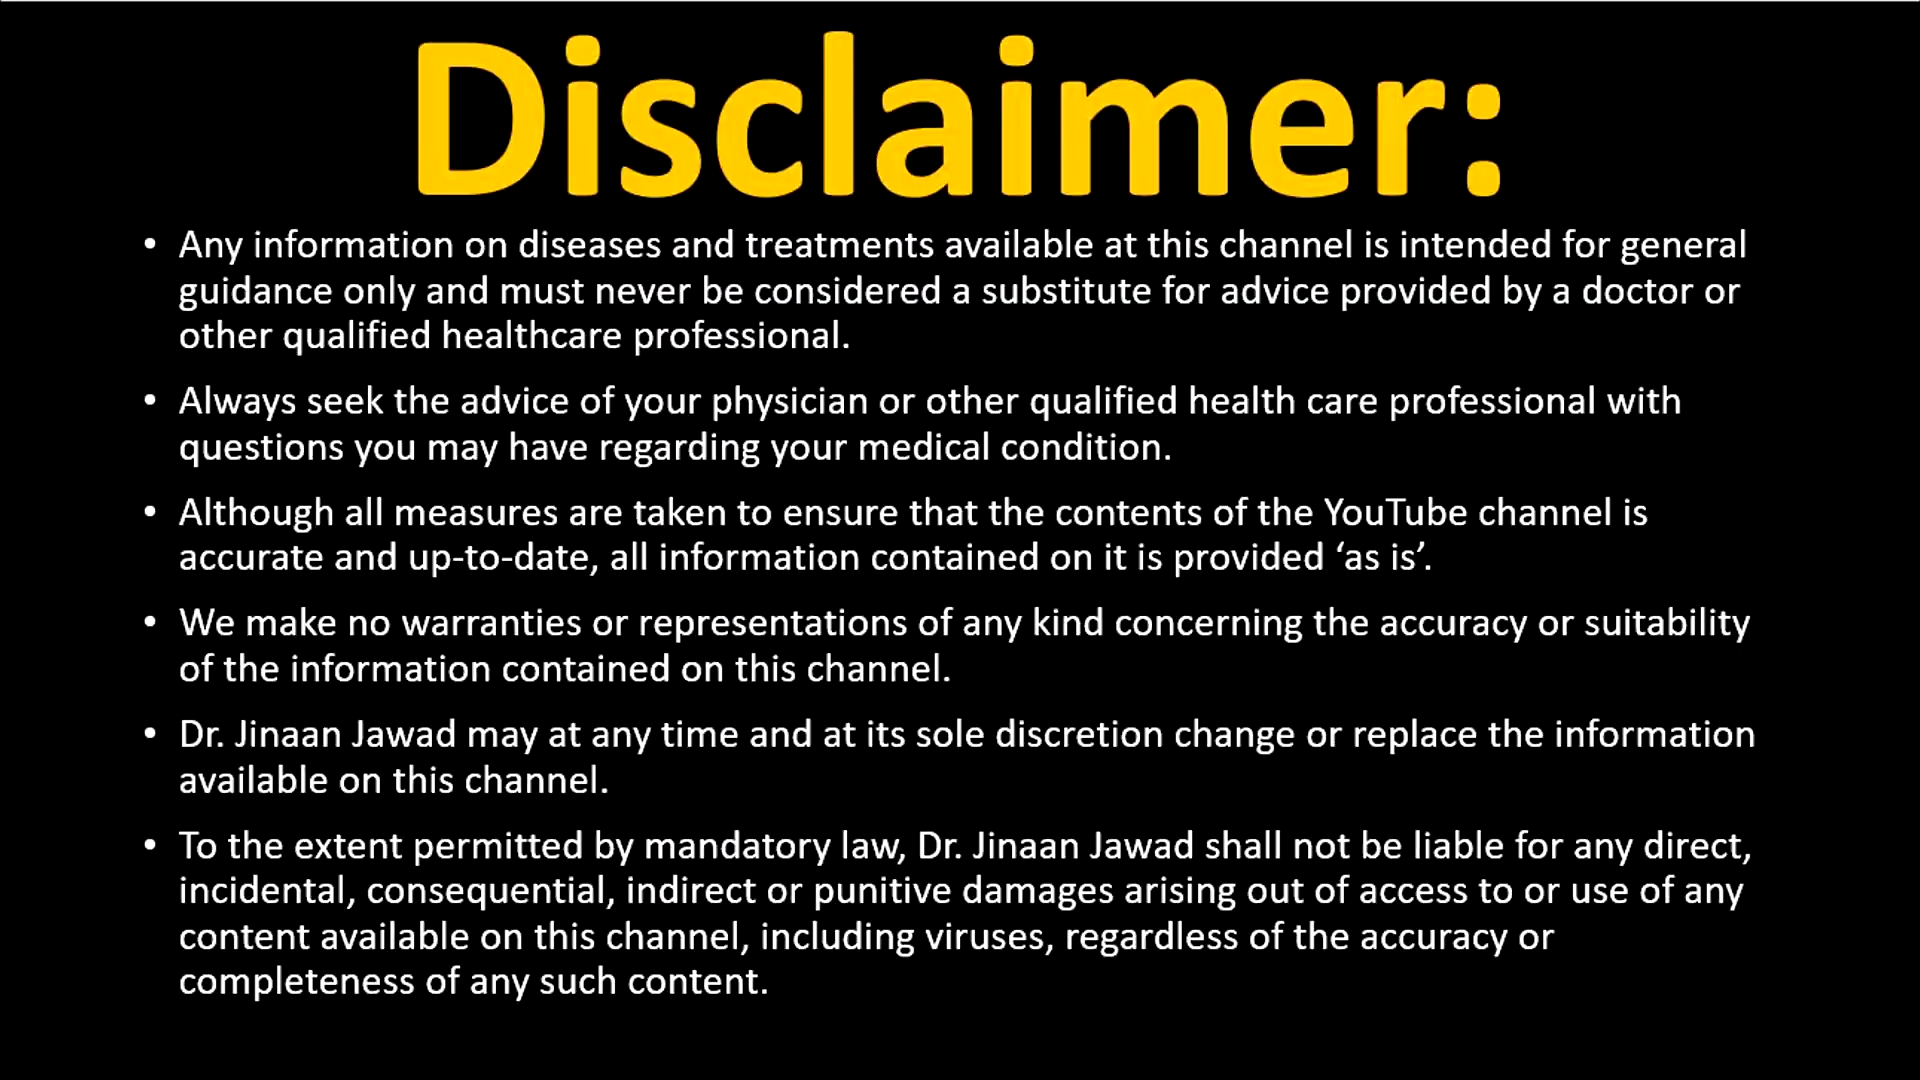 Disclaimer:
• Any information on diseases and treatments available at this channel is intended for general
guidance only and must never be considered a substitute for advice provided by a doctor or
other qualified healthcare professional.
• Always seek the advice of your physician or other qualified health care professional with
questions you may have regarding your medical condition.
• Although all measures are taken to ensure that the contents of the YouTube channel is
accurate and up-to-date, all information contained on it is provided ‘as is’.
• We make no warranties or representations of any kind concerning the accuracy or suitability
of the information contained on this channel.
• Dr. Jinaan Jawad may at any time and at its sole discretion change or replace the information
available on this channel.
• To the extent permitted by mandatory law, Dr. Jinaan Jawad shall not be liable for any direct,
incidental, consequential, indirect or punitive damages arising out of access to or use of any
content available on this channel, including viruses, regardless of the accuracy or
completeness of any such content.